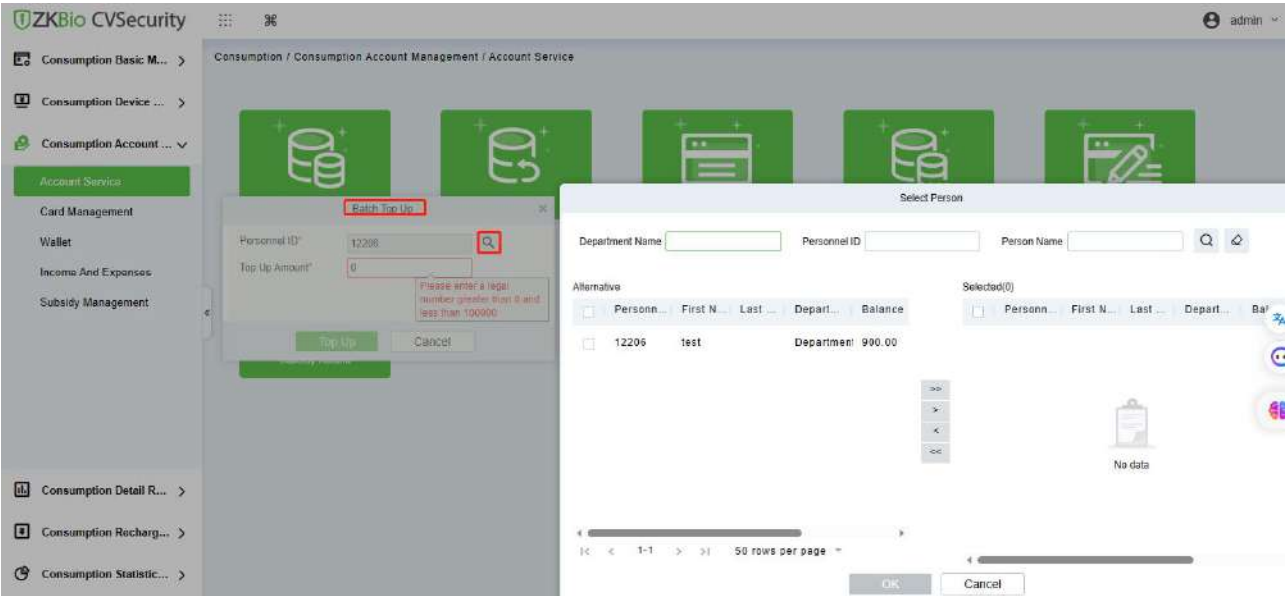 ZKBio CVSecurity
admin
Consumption Basic M...
Consumption / Consumption Account Management / Account Service
Consumption Device ...
Consumption Account ...
Account Service
Card Management
Wallet
Income And Expenses
Subsidy Management
Consumption Detail R...
Consumption Recharg...
Consumption Statistic...
Batch Top Up
Personnel ID*
12206
Top Up Amount*
0
Please enter a legal
number greater than 0 and
less than 100000
Top Up
Cancel
Select Person
Department Name
Personnel ID
Person Name
Alternative
Selected(0)
Personn... First N... Last ... Depart... Balance
Personn... First N... Last ... Depart...
12206 test Department 900.00
>>
>
<
<<
No data
|< < 1-1 > >| 50 rows per page
OK
Cancel